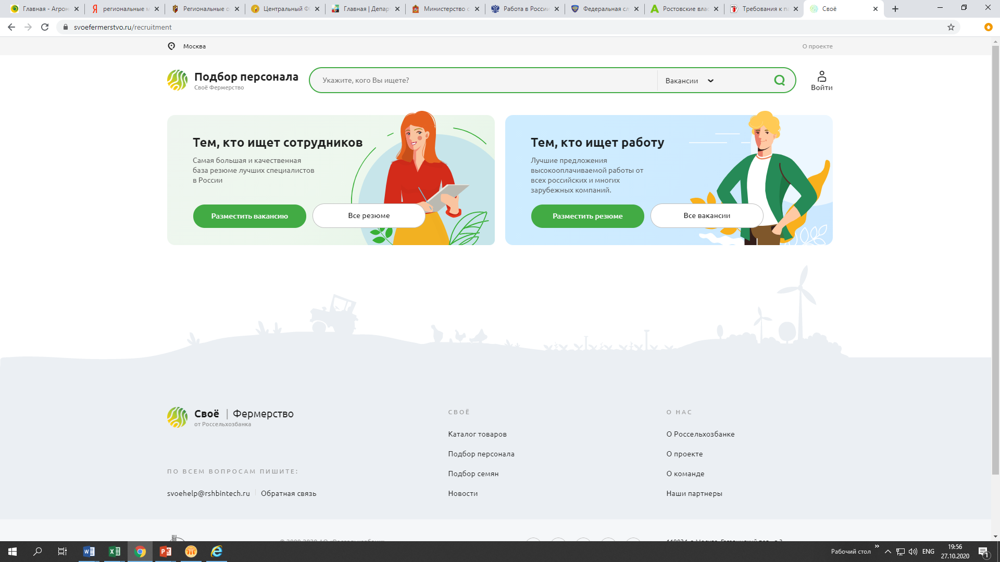 Главная - Агрон
региональные м
Региональные о
Центральный Ф
Главная | Депар
Министерство с
Работа в России
Федеральная сл
Ростовские влас
Требования к па
Своё
svoefermerstvo.ru/recruitment
Москва
О проекте
Подбор персонала
Своё Фермерство
Укажите, кого Вы ищете?
Вакансии
Войти
Тем, кто ищет сотрудников
Самая большая и качественная
база резюме лучших специалистов
в России
Разместить вакансию
Все резюме
Тем, кто ищет работу
Лучшие предложения
высокооплачиваемой работы от
всех российских и многих
зарубежных компаний.
Разместить резюме
Все вакансии
Своё | Фермерство
от Россельхозбанка
ПО ВСЕМ ВОПРОСАМ ПИШИТЕ:
svoehelp@rshbintech.ru
Обратная связь
СВОЁ
Каталог товаров
Подбор персонала
Подбор семян
Новости
О НАС
О Россельхозбанке
О проекте
О команде
Наши партнеры
Рабочий стол
ENG
19:56
27.10.2020
1